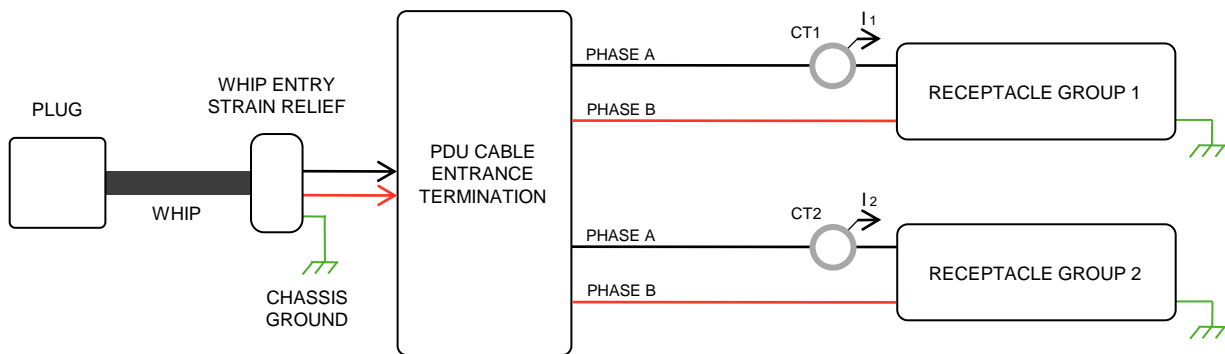 PLUG
WHIP
WHIP ENTRY
STRAIN RELIEF
CHASSIS
GROUND
PDU CABLE
ENTRANCE
TERMINATION
PHASE A
CT1
I1
PHASE B
RECEPTACLE GROUP 1
PHASE A
CT2
I2
PHASE B
RECEPTACLE GROUP 2